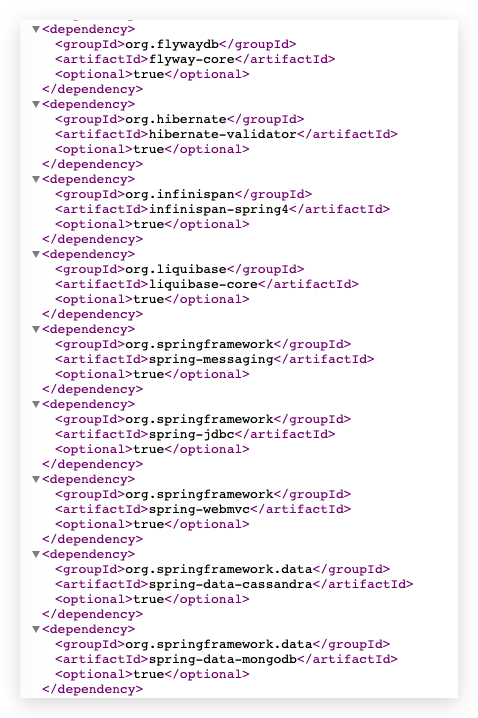 ▼<dependency>
<groupId>org.flywaydb</groupId>
<artifactId>flyway-core</artifactId>
<optional>true</optional>
</dependency>
▼<dependency>
<groupId>org.hibernate</groupId>
<artifactId>hibernate-validator</artifactId>
<optional>true</optional>
</dependency>
▼<dependency>
<groupId>org.infinispan</groupId>
<artifactId>infinispan-spring4</artifactId>
<optional>true</optional>
</dependency>
▼<dependency>
<groupId>org.liquibase</groupId>
<artifactId>liquibase-core</artifactId>
<optional>true</optional>
</dependency>
▼<dependency>
<groupId>org.springframework</groupId>
<artifactId>spring-messaging</artifactId>
<optional>true</optional>
</dependency>
▼<dependency>
<groupId>org.springframework</groupId>
<artifactId>spring-jdbc</artifactId>
<optional>true</optional>
</dependency>
▼<dependency>
<groupId>org.springframework</groupId>
<artifactId>spring-webmvc</artifactId>
<optional>true</optional>
</dependency>
▼<dependency>
<groupId>org.springframework.data</groupId>
<artifactId>spring-data-cassandra</artifactId>
<optional>true</optional>
</dependency>
▼<dependency>
<groupId>org.springframework.data</groupId>
<artifactId>spring-data-mongodb</artifactId>
<optional>true</optional>
</dependency>